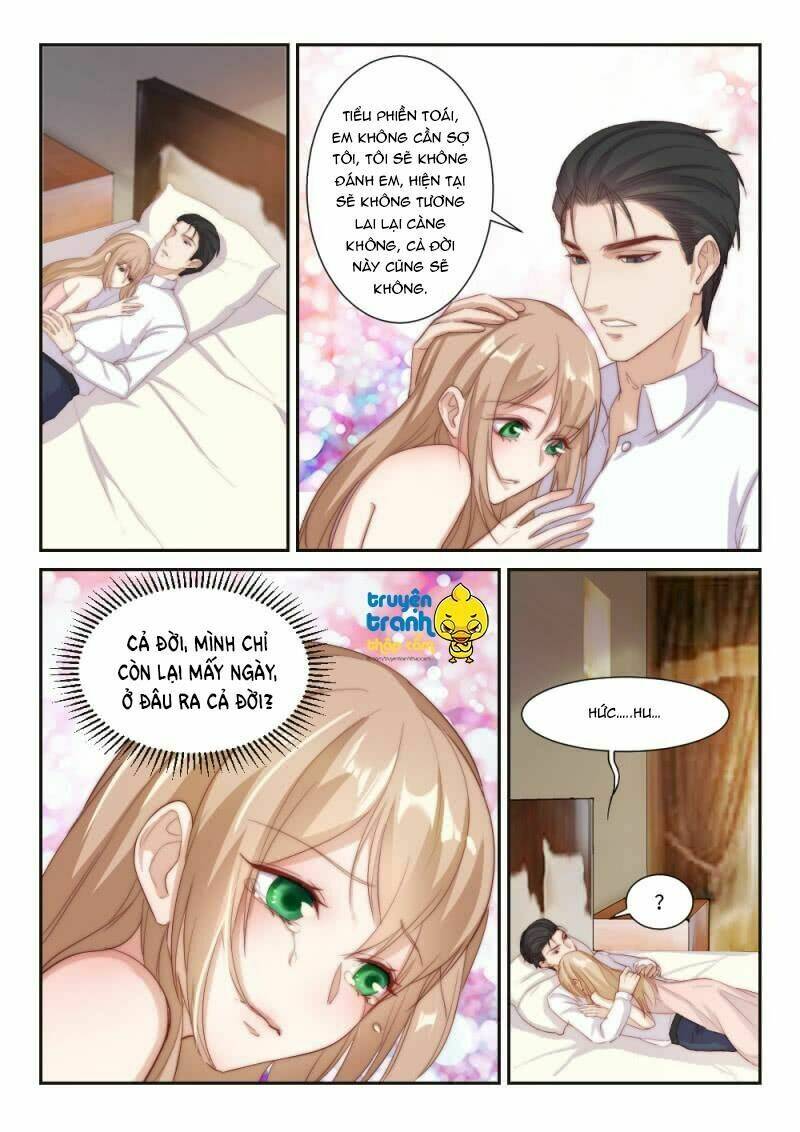 TIỂU PHIỀN TOÁI,
EM KHÔNG CẦN SỢ
TÔI, TÔI SẼ KHÔNG
ĐÁNH EM, HIỆN TẠI
SẼ KHÔNG TƯƠNG
LAI LẠI CÀNG
KHÔNG, CẢ ĐỜI
NÀY CŨNG SẼ
KHÔNG.
CẢ ĐỜI, MÌNH CHỈ
CÒN LẠI MẤY NGÀY,
Ở ĐÂU RA CẢ ĐỜI?
truyện
tranh
thập cẩm
HỨC.....HU...
?